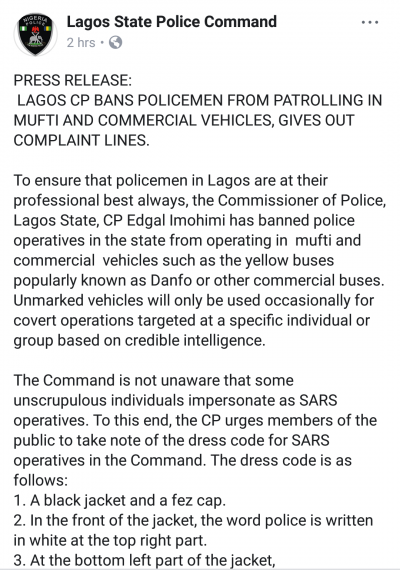 Lagos State Police Command
2 hrs
PRESS RELEASE:
LAGOS CP BANS POLICEMEN FROM PATROLLING IN
MUFTI AND COMMERCIAL VEHICLES, GIVES OUT
COMPLAINT LINES.
To ensure that policemen in Lagos are at their
professional best always, the Commissioner of Police,
Lagos State, CP Edgal Imohimi has banned police
operatives in the state from operating in mufti and
commercial vehicles such as the yellow buses
popularly known as Danfo or other commercial buses.
Unmarked vehicles will only be used occasionally for
covert operations targeted at a specific individual or
group based on credible intelligence.
The Command is not unaware that some
unscrupulous individuals impersonate as SARS
operatives. To this end, the CP urges members of the
public to take note of the dress code for SARS
operatives in the Command. The dress code is as
follows:
1. A black jacket and a fez cap.
2. In the front of the jacket, the word police is written
in white at the top right part.
3. At the bottom left part of the jacket,